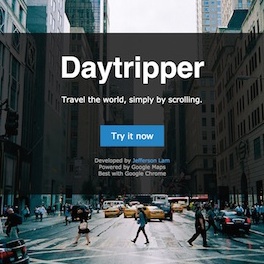 Daytripper
Travel the world, simply by scrolling.
Try it now
Developed by Jefferson Lam
Powered by Google Maps
Best with Google Chrome